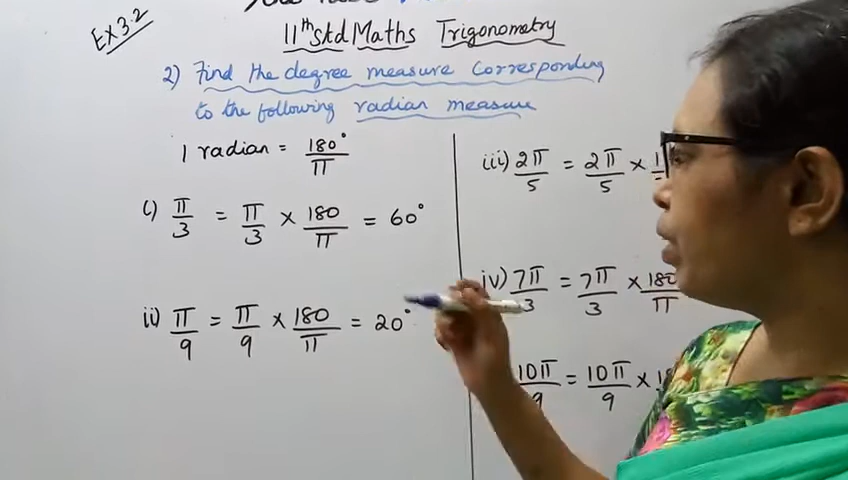 Ex 3.2
11th Std Maths Trigonometry
2) Find the degree measure corresponding
to the following radian measure
1 radian = 180°/π
i) π/3 = π/3 × 180/π = 60°
ii) π/9 = π/9 × 180/π = 20°
iii) 2π/5 = 2π/5 ×
iv) 7π/3 = 7π/3 × 180/π
10π/9 = 10π/9 ×